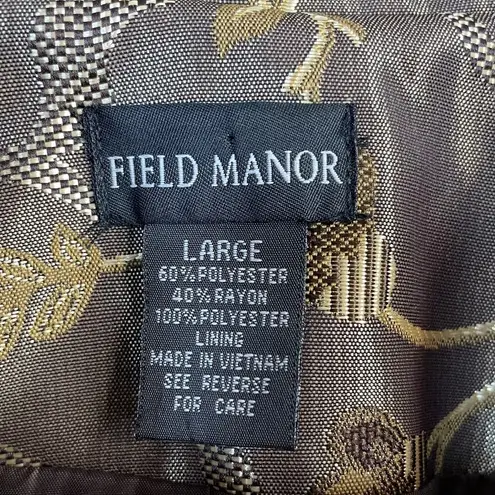 FIELD MANOR
LARGE
60%POLYESTER
40%RAYON
100%POLYESTER
LINING
MADE IN VIETNAM
SEE REVERSE
FOR CARE